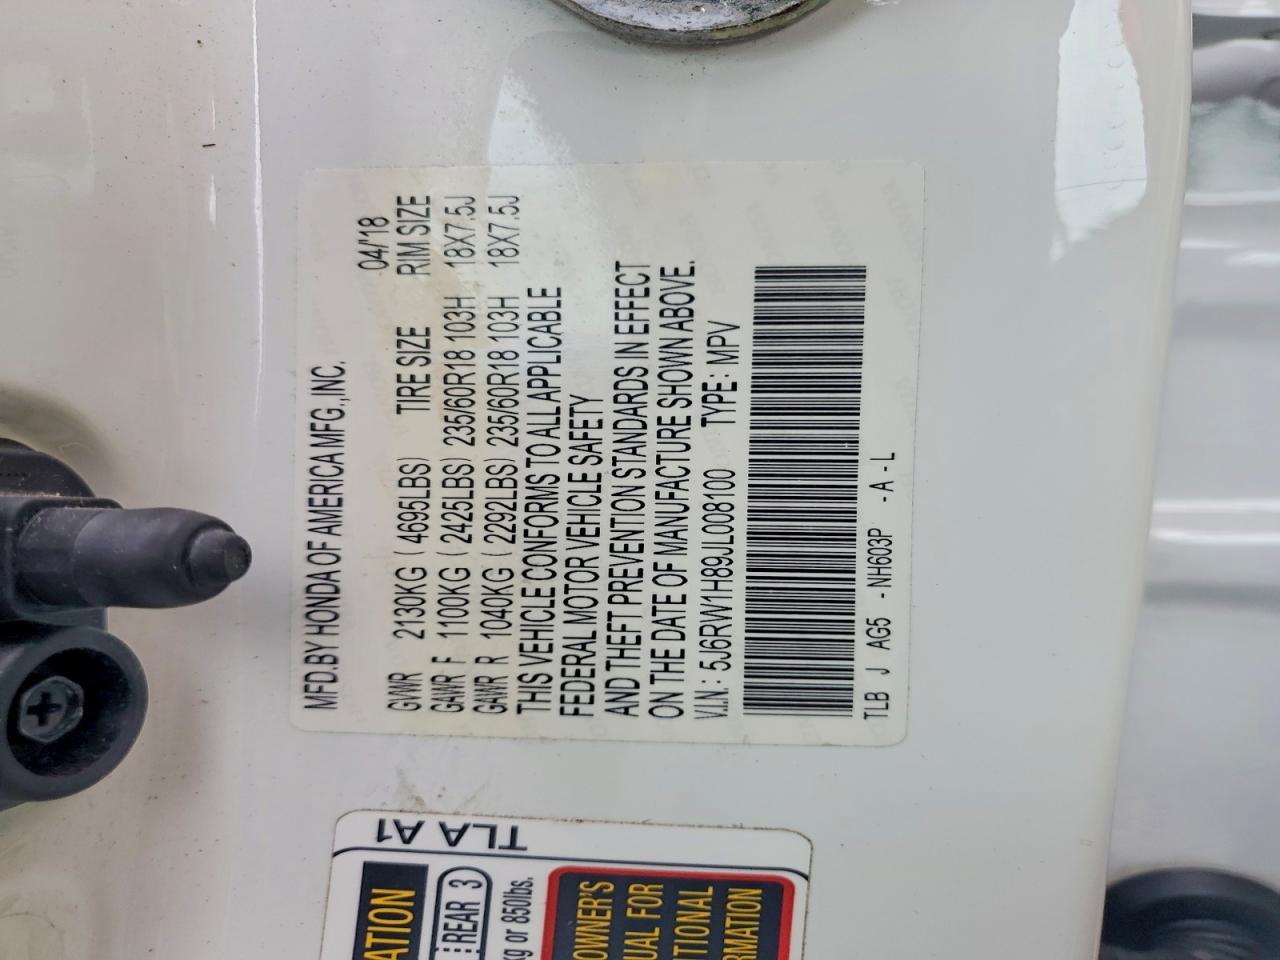 MFD.BY HONDA OF AMERICA MFG.,INC.
04/'18
GVWR 2130KG ( 4695LBS) TIRE SIZE RIM SIZE
GAWR F 1100KG ( 2425LBS) 235/60R18 103H 18X7.5J
GAWR R 1040KG ( 2292LBS) 235/60R18 103H 18X7.5J
THIS VEHICLE CONFORMS TO ALL APPLICABLE
FEDERAL MOTOR VEHICLE SAFETY
AND THEFT PREVENTION STANDARDS IN EFFECT
ON THE DATE OF MANUFACTURE SHOWN ABOVE.
V.I.N.: 5J6RW1H89JL008100 TYPE: MPV
TLB J AG5 -NH603P -A-L
TLA A1
ATION
REAR 3
kg or 850lbs.
OWNER'S
UAL FOR
ITIONAL
RMATION